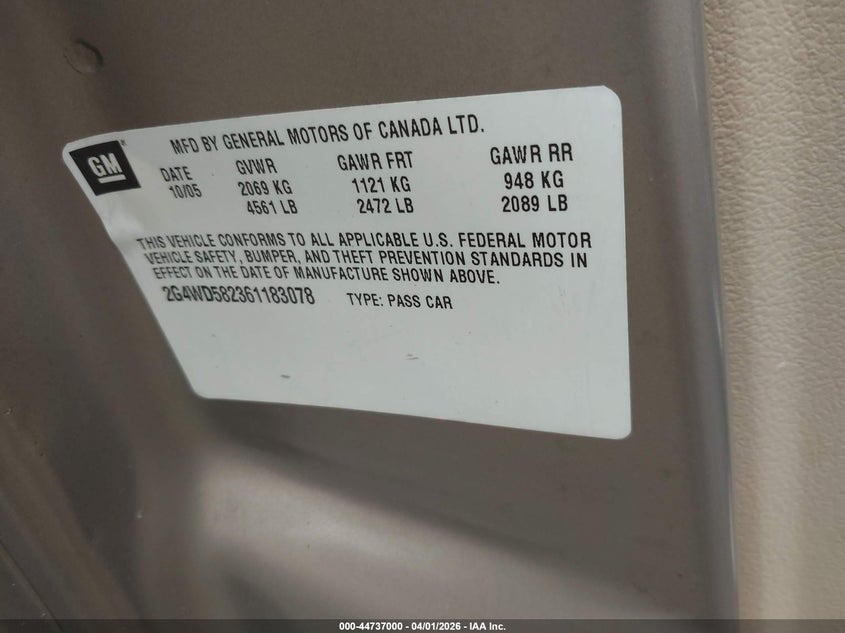 MFD BY GENERAL MOTORS OF CANADA LTD.
GM
DATE GVWR GAWR FRT GAWR RR
10/05 2069 KG 1121 KG 948 KG
4561 LB 2472 LB 2089 LB
THIS VEHICLE CONFORMS TO ALL APPLICABLE U.S. FEDERAL MOTOR
VEHICLE SAFETY, BUMPER, AND THEFT PREVENTION STANDARDS IN
EFFECT ON THE DATE OF MANUFACTURE SHOWN ABOVE.
2G4WD582361183078 TYPE: PASS CAR
000-44737000 - 04/01/2026 - IAA Inc.